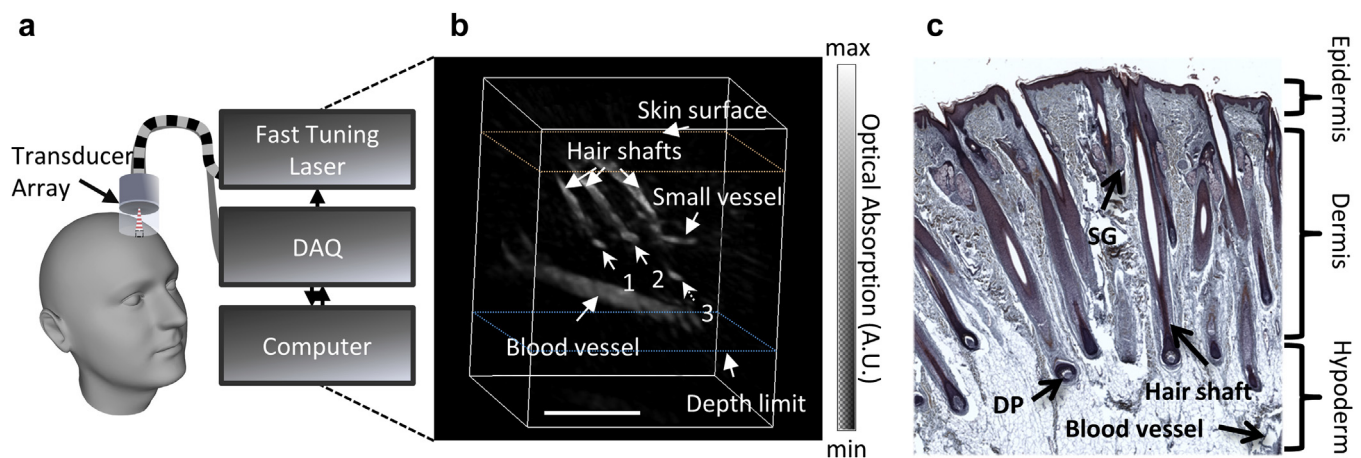 a
Transducer
Array
Fast Tuning
Laser
DAQ
Computer
b
Skin surface
Hair shafts
Small vessel
1
2
3
Blood vessel
Depth limit
max
Optical Absorption (A.U.)
min
c
SG
DP
Hair shaft
Blood vessel
Epidermis
Dermis
Hypoderm